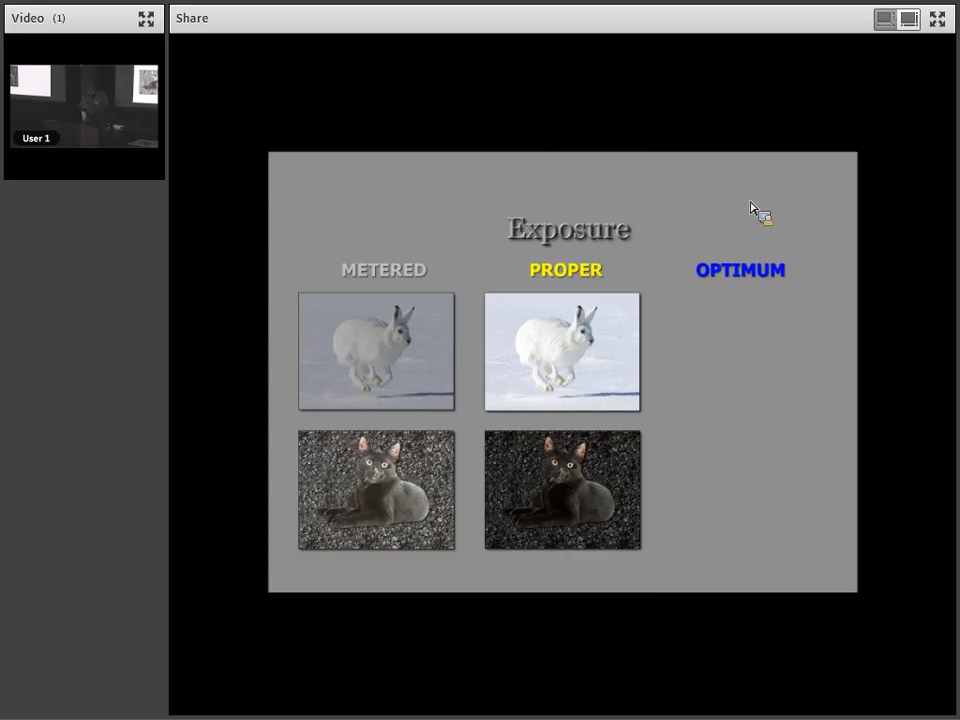 Video (1)
Share
User 1
Exposure
METERED PROPER OPTIMUM